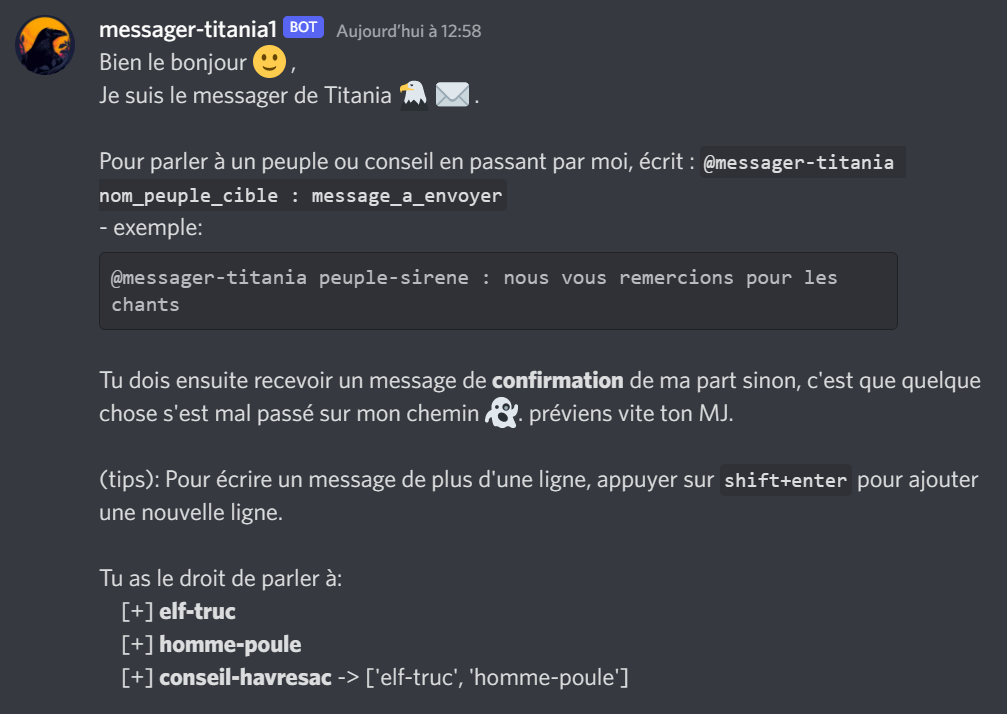 messager-titania1 BOT Aujourd'hui à 12:58
Bien le bonjour 🙂 ,
Je suis le messager de Titania 🦅 ✉️ .
Pour parler à un peuple ou conseil en passant par moi, écrit : @messager-titania
nom_peuple_cible : message_a_envoyer
- exemple:
@messager-titania peuple-sirene : nous vous remercions pour les
chants
Tu dois ensuite recevoir un message de confirmation de ma part sinon, c'est que quelque
chose s'est mal passé sur mon chemin 👻. préviens vite ton MJ.
(tips): Pour écrire un message de plus d'une ligne, appuyer sur shift+enter pour ajouter
une nouvelle ligne.
Tu as le droit de parler à:
[+] elf-truc
[+] homme-poule
[+] conseil-havresac -> ['elf-truc', 'homme-poule']